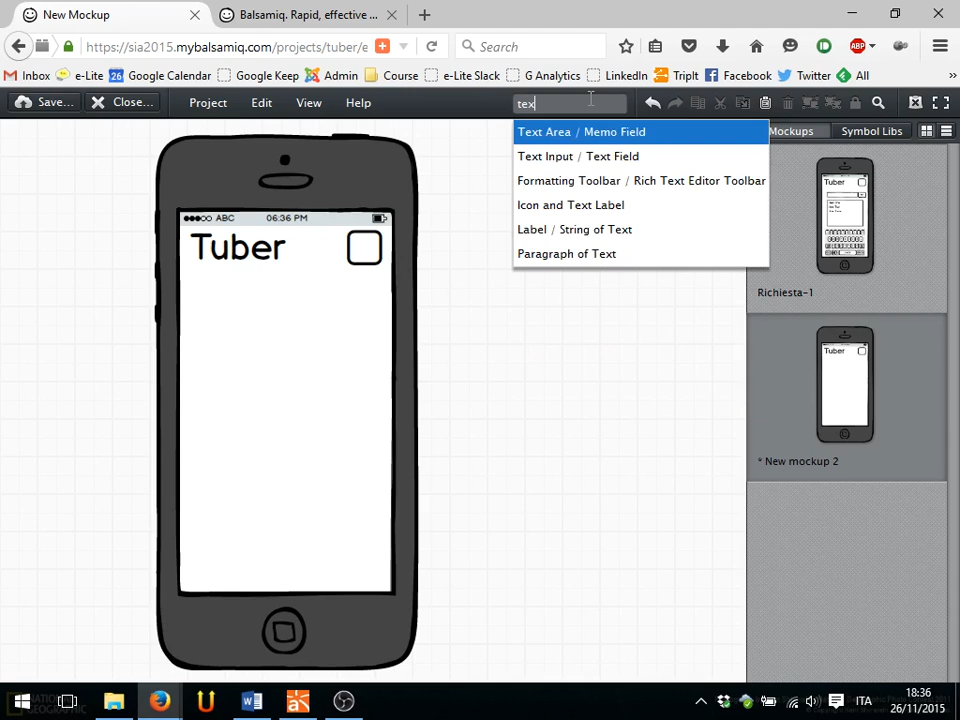 New Mockup
Balsamiq. Rapid, effective ...
https://sia2015.mybalsamiq.com/projects/tuber/e
Search
ABP
Inbox
e-Lite
26
Google Calendar
Google Keep
Admin
Course
e-Lite Slack
G Analytics
LinkedIn
TripIt
Facebook
Twitter
All
Save...
Close...
Project
Edit
View
Help
tex
Text Area / Memo Field
Text Input / Text Field
Formatting Toolbar / Rich Text Editor Toolbar
Icon and Text Label
Label / String of Text
Paragraph of Text
Mockups
Symbol Libs
ABC
06:36 PM
Tuber
Tuber
Richiesta-1
Tuber
* New mockup 2
ITA
18:36
26/11/2015